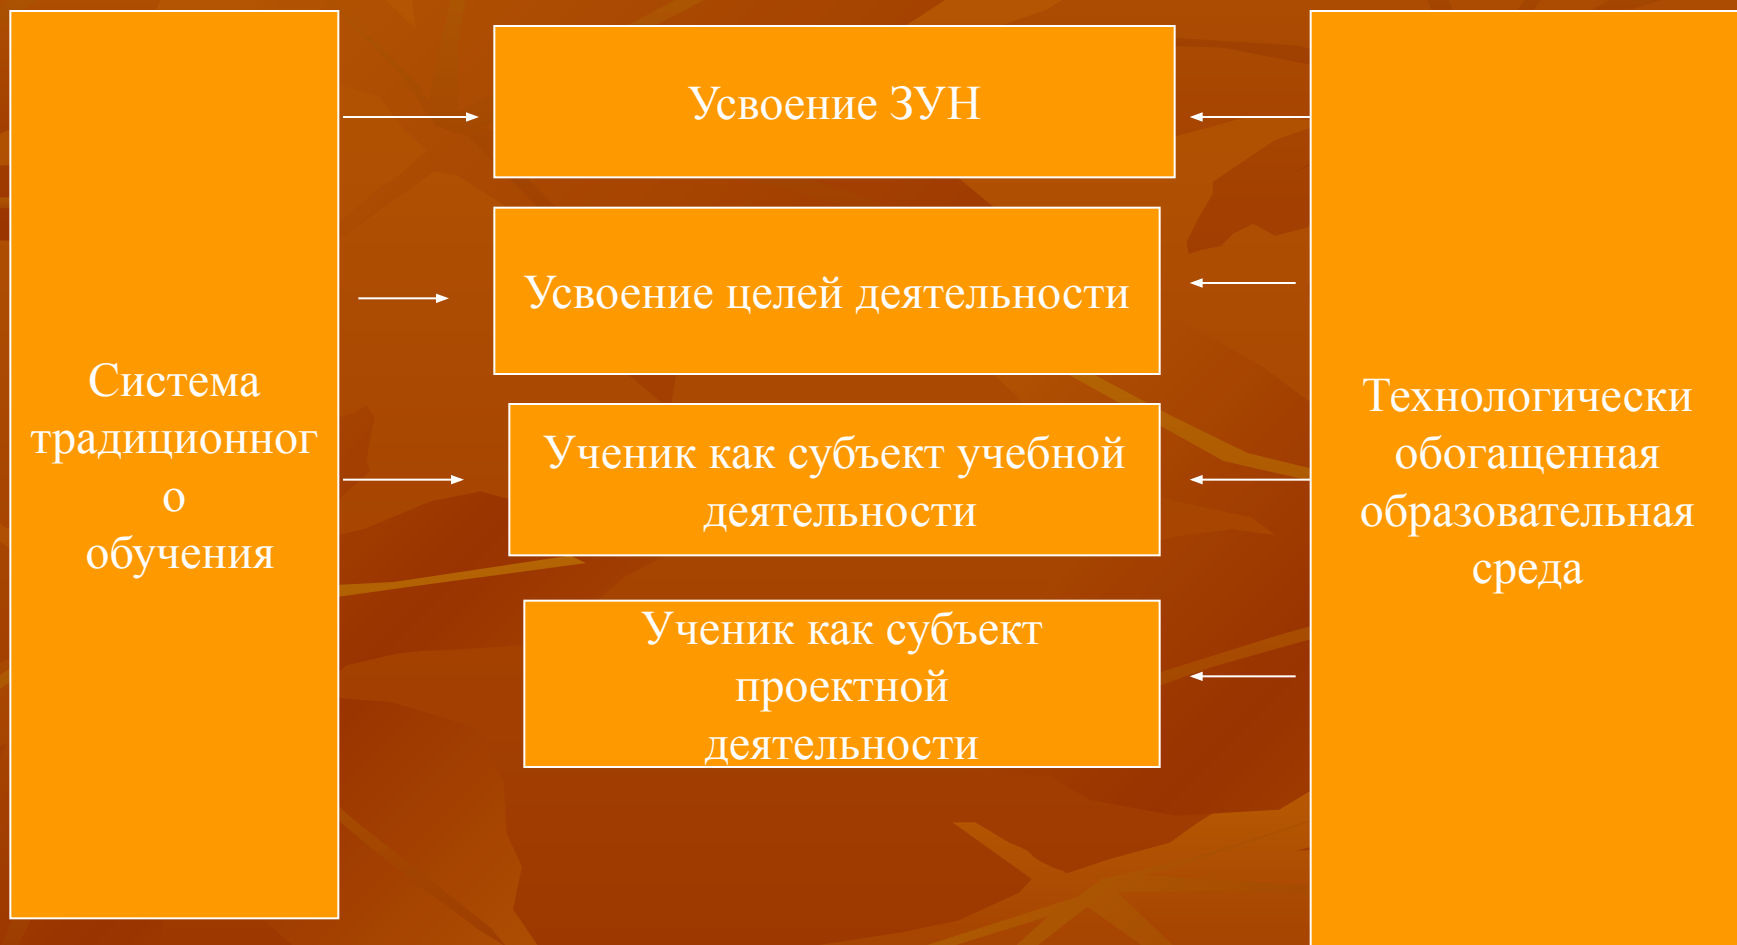 Система
традиционног
о
обучения
Усвоение ЗУН
Усвоение целей деятельности
Ученик как субъект учебной
деятельности
Ученик как субъект
проектной
деятельности
Технологически
обогащенная
образовательная
среда